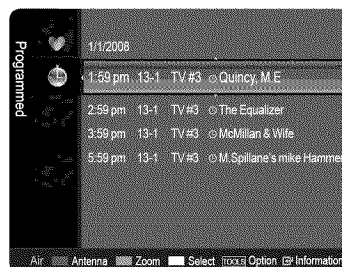 Programmed
1/1/2008
1:59 pm 13-1 TV #3 Quincy, M.E
2:59 pm 13-1 TV #3 The Equalizer
3:59 pm 13-1 TV #3 McMillan & Wife
5:59 pm 13-1 TV #3 M.Spillane's mike Hammer
Air Antenna Zoom Select TOOLS Option Information